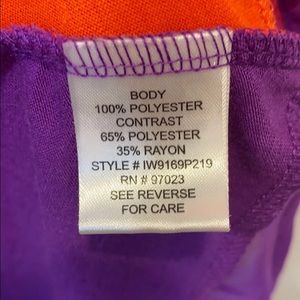 BODY
100% POLYESTER
CONTRAST
65% POLYESTER
35% RAYON
STYLE # IW9169P219
RN # 97023
SEE REVERSE
FOR CARE